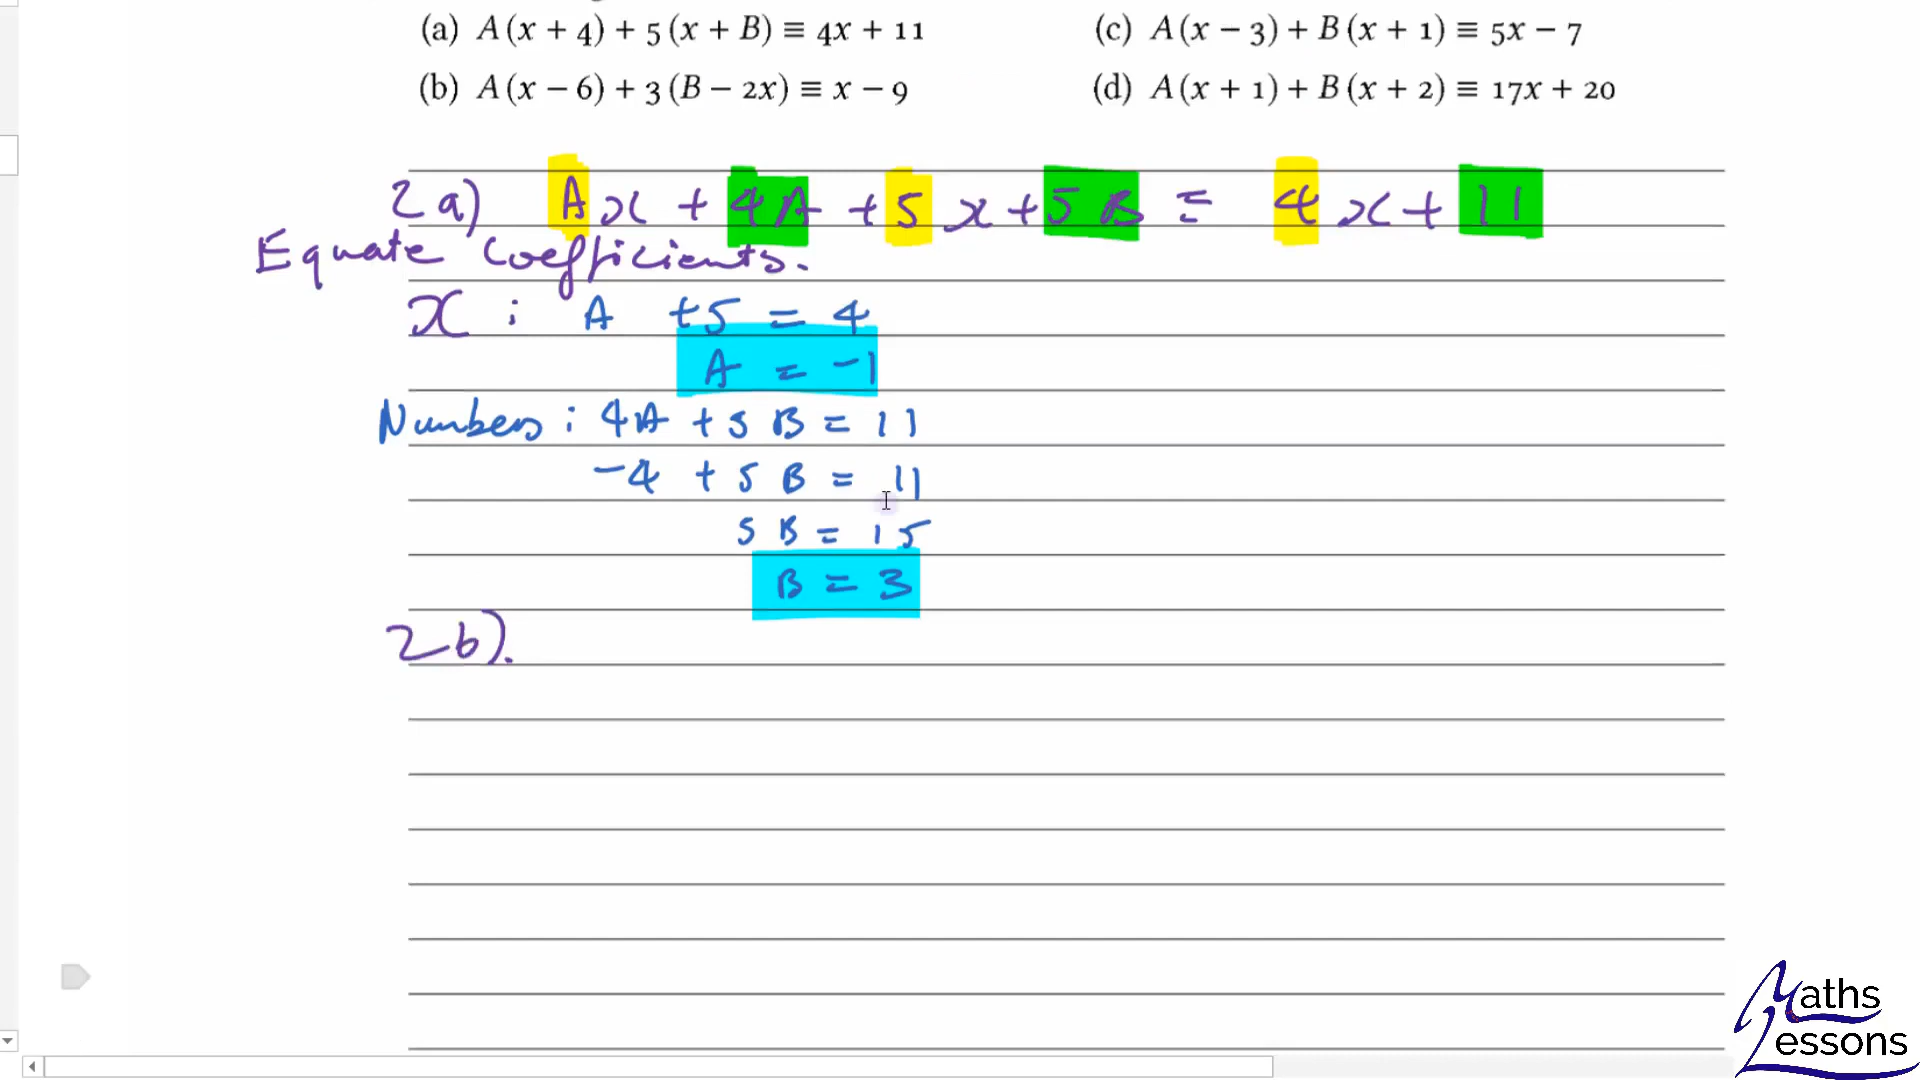 (a) A(x + 4) + 5(x + B) ≡ 4x + 11
(c) A(x − 3) + B(x + 1) ≡ 5x − 7
(b) A(x − 6) + 3(B − 2x) ≡ x − 9
(d) A(x + 1) + B(x + 2) ≡ 17x + 20
2a) Ax + 4A + 5x + 5B = 4x + 11
Equate coefficients.
x : A + 5 = 4
A = -1
Numbers : 4A + 5B = 11
-4 + 5B = 11
5B = 15
B = 3
2b).
Maths
Lessons